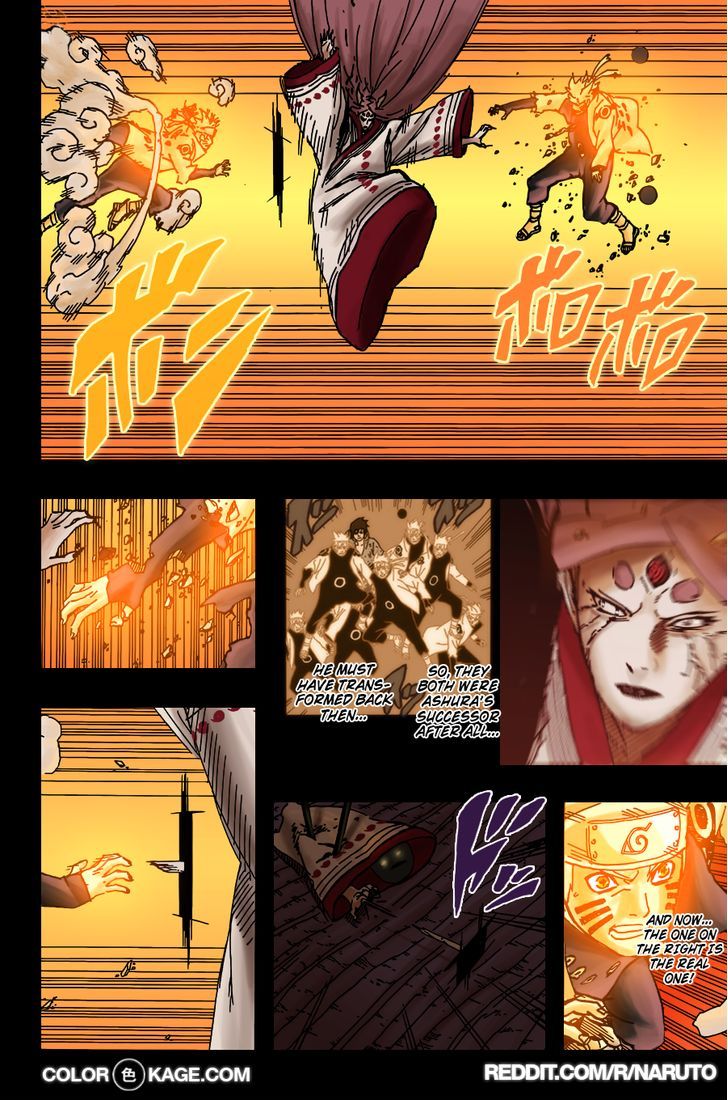 ボロ
ボロ
ボン
SO, THEY
BOTH WERE
ASHURA'S
SUCCESSOR
AFTER ALL...
HE MUST
HAVE TRANS-
FORMED BACK
THEN...
AND NOW...
THE ONE ON
THE RIGHT IS
THE REAL
ONE!
ドド
COLOR 色 KAGE.COM
REDDIT.COM/R/NARUTO